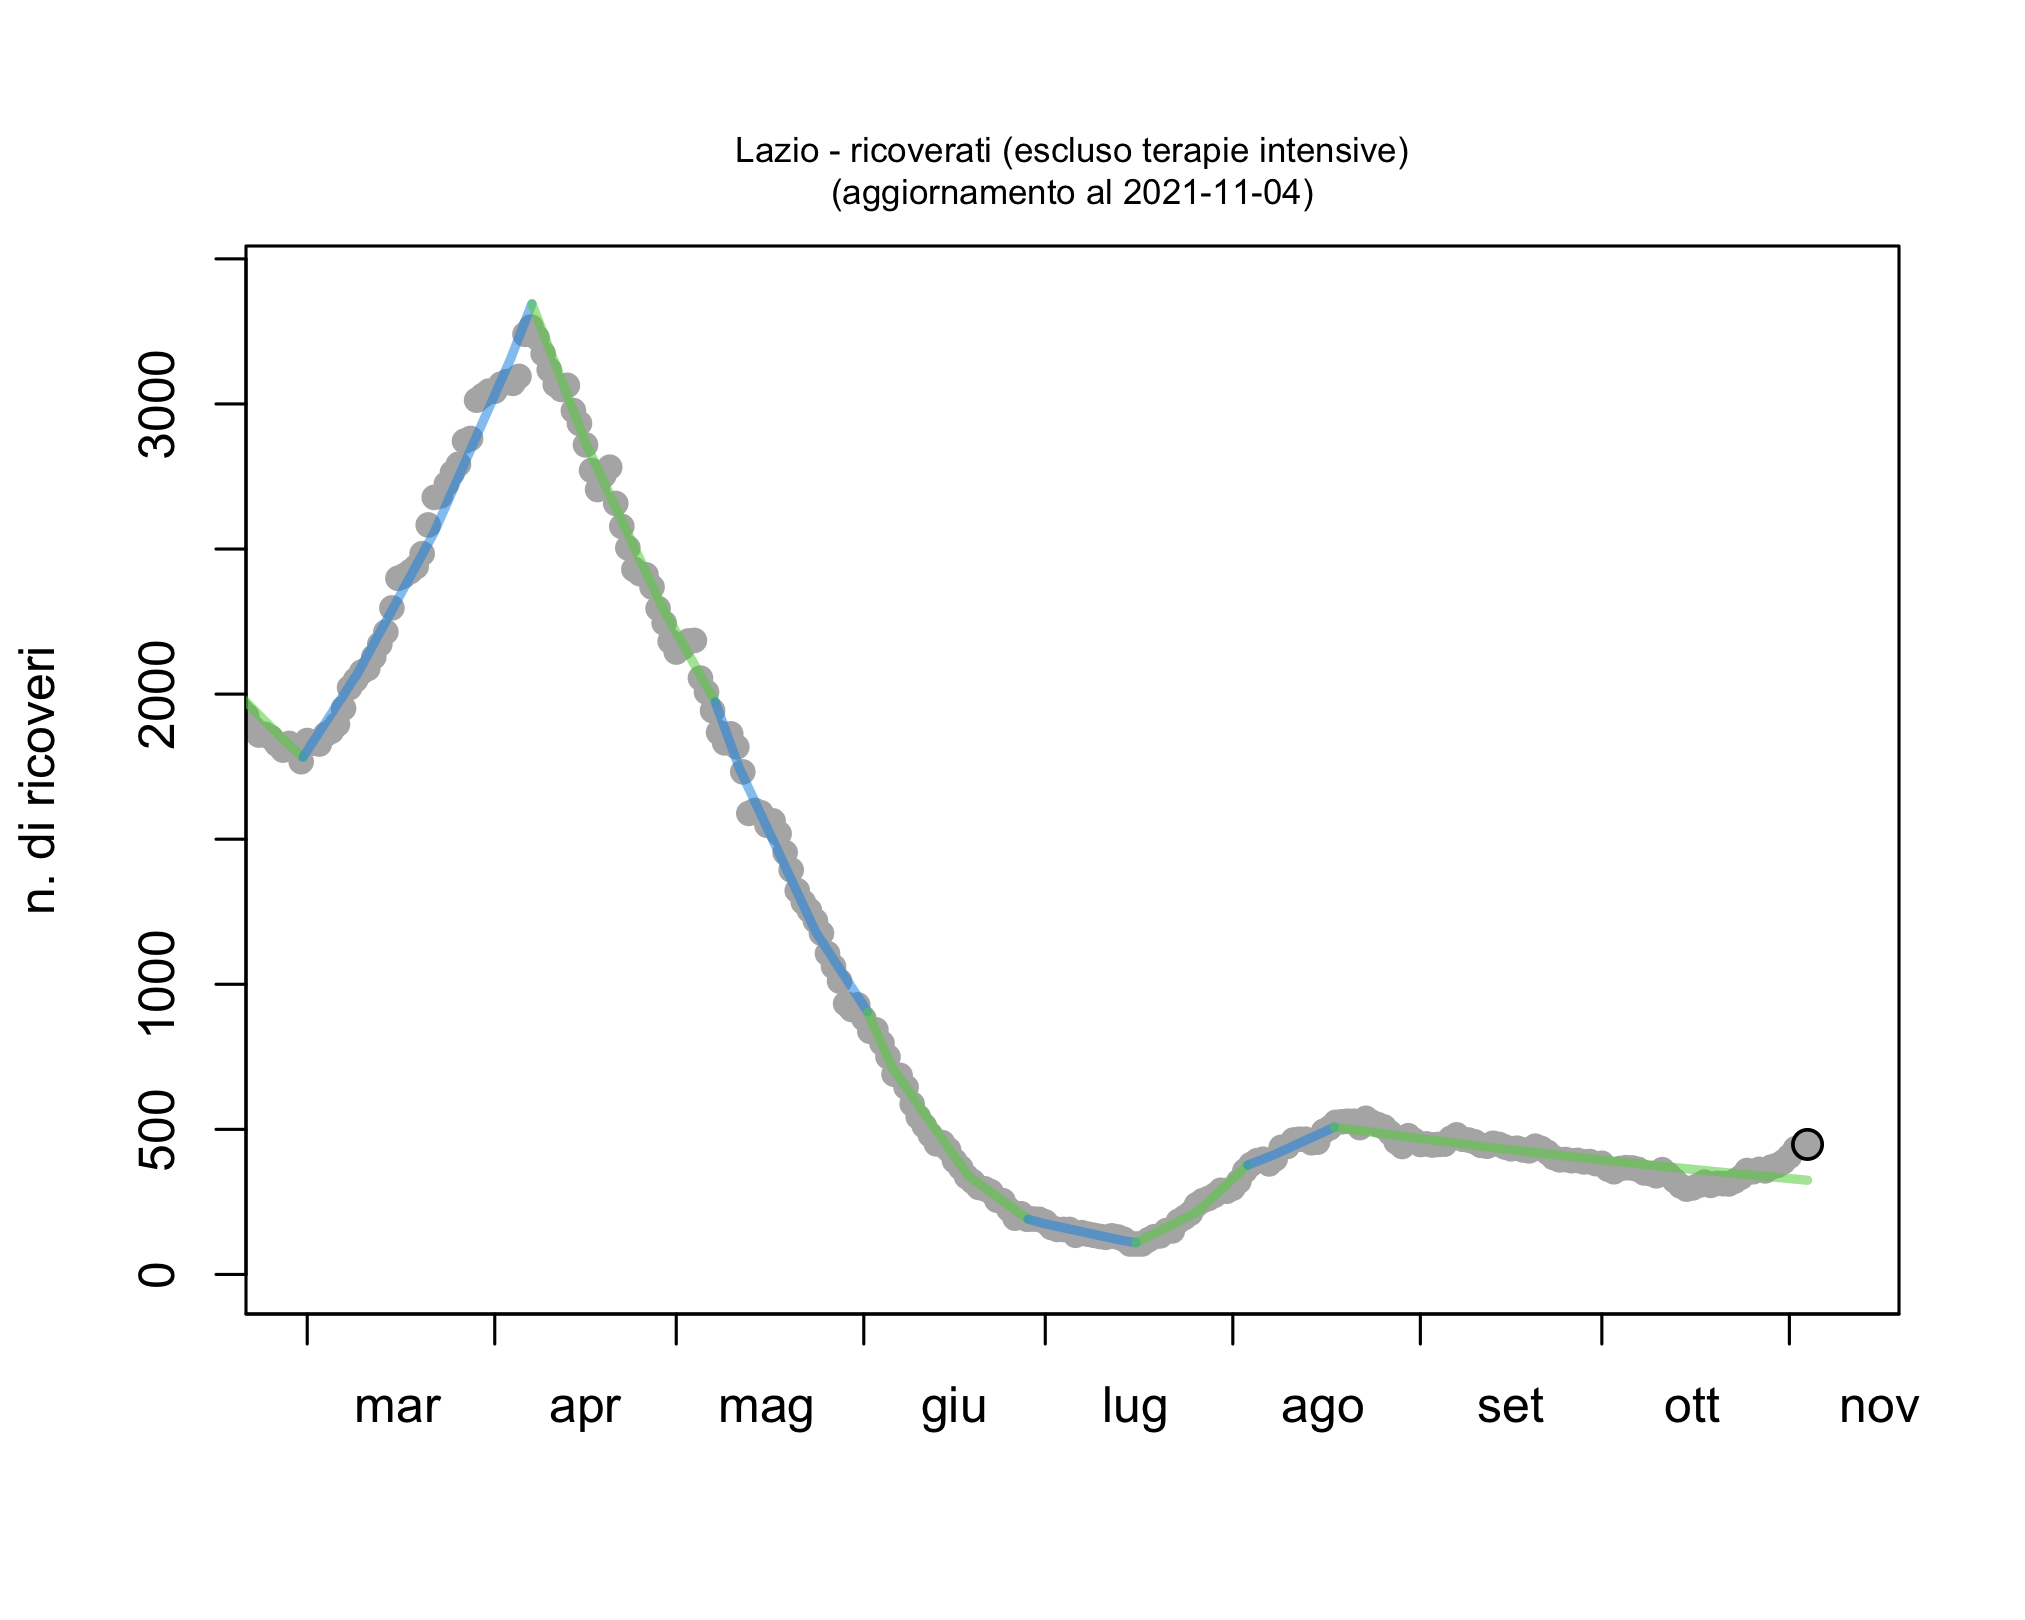 Lazio - ricoverati (escluso terapie intensive)
(aggiornamento al 2021-11-04)
n. di ricoveri
3000
2000
1000
500
0
mar apr mag giu lug ago set ott nov